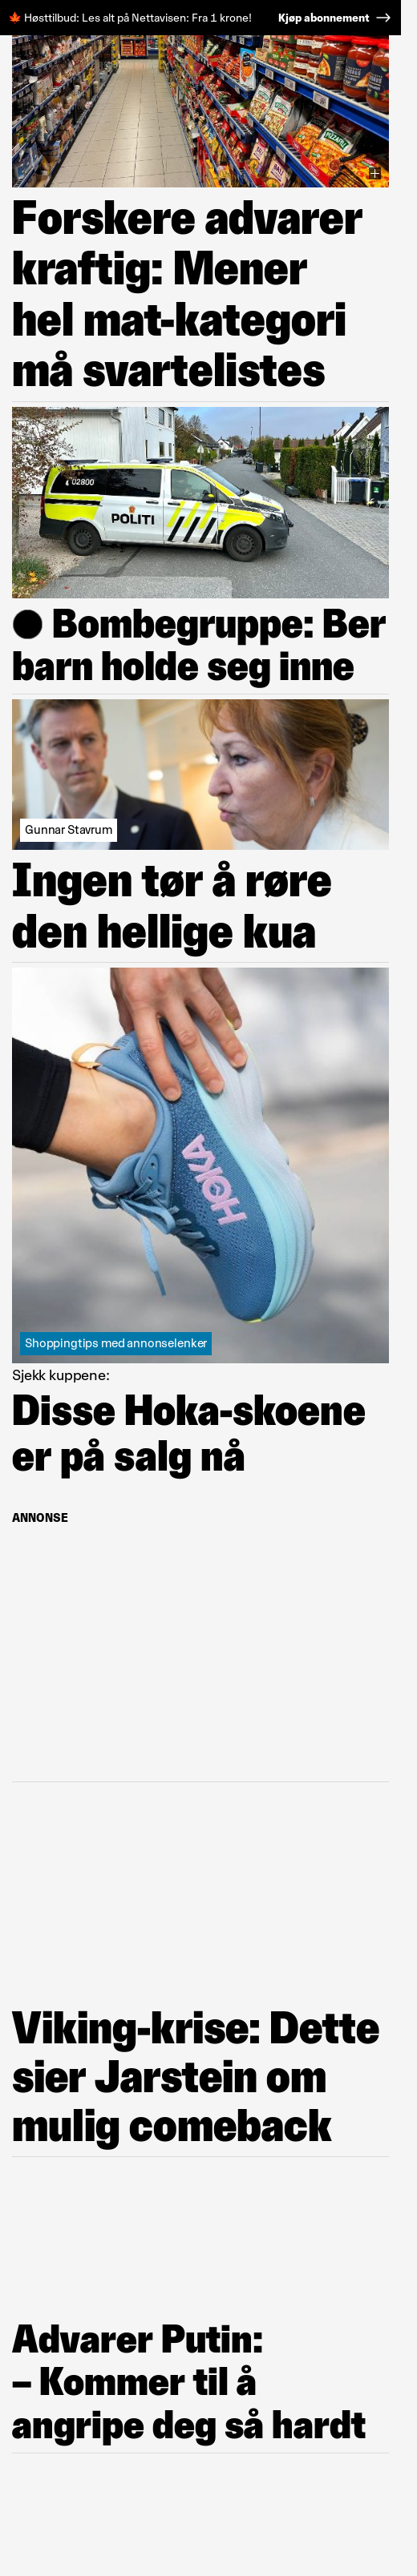 Høsttilbud: Les alt på Nettavisen: Fra 1 krone!
Kjøp abonnement →
Forskere advarer
kraftig: Mener
hel mat-kategori
må svartelistes
02800
POLITI
Bombegruppe: Ber
barn holde seg inne
Gunnar Stavrum
Ingen tør å røre
den hellige kua
HOKA
Shoppingtips med annonselenker
Sjekk kuppene:
Disse Hoka-skoene
er på salg nå
ANNONSE
Viking-krise: Dette
sier Jarstein om
mulig comeback
Advarer Putin:
– Kommer til å
angripe deg så hardt